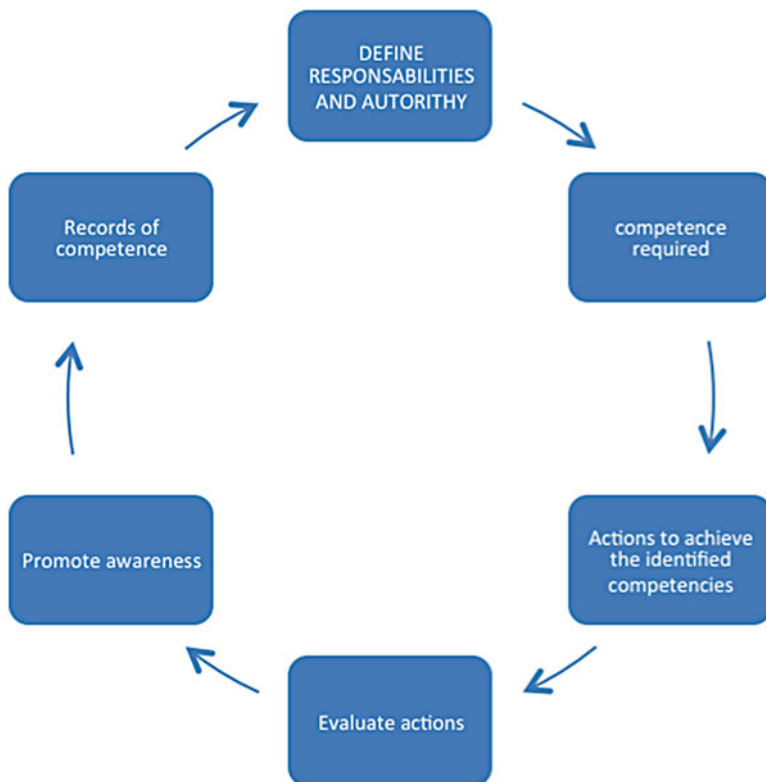 DEFINE
RESPONSABILITIES
AND AUTORITHY
competence
required
Actions to achieve
the identified
competencies
Evaluate actions
Promote awareness
Records of
competence